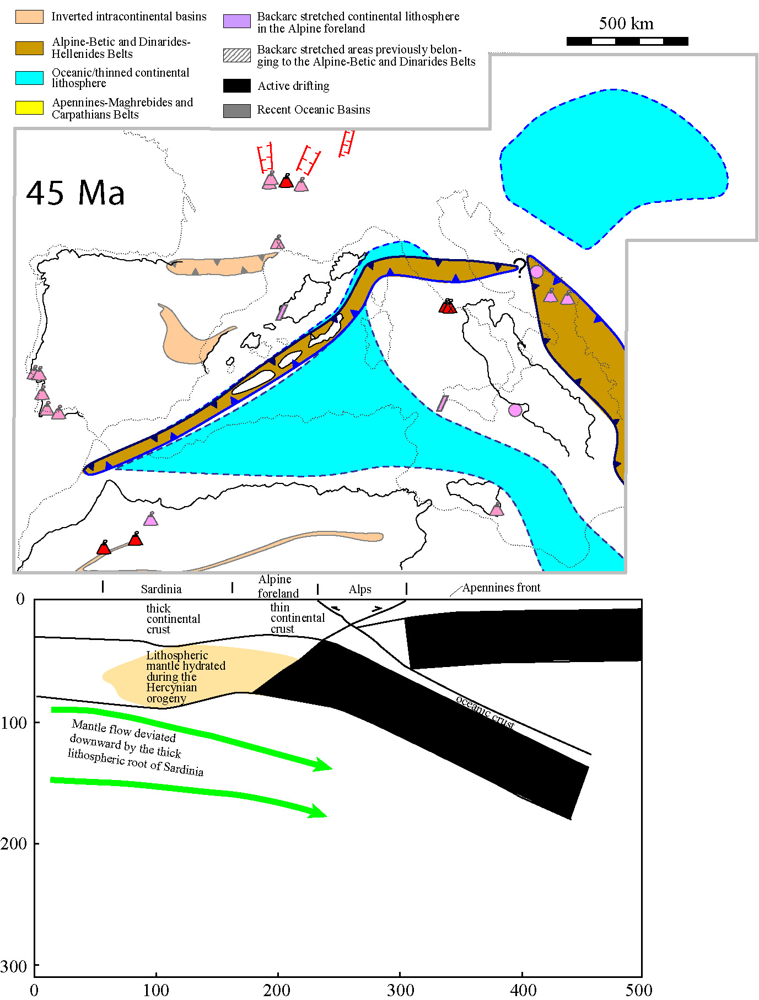 Inverted intracontinental basins
Alpine-Betic and Dinarides-
Hellenides Belts
Oceanic/thinned continental
lithosphere
Apennines-Maghrebides and
Carpathians Belts
Backarc stretched continental lithosphere
in the Alpine foreland
Backarc stretched areas previously belon-
ging to the Alpine-Betic and Dinarides Belts
Active drifting
Recent Oceanic Basins
500 km
45 Ma
?
Sardinia
Alpine
foreland
Alps
Apennines front
0
100
200
300
thick
continental
crust
thin
continental
crust
Lithospheric
mantle hydrated
during the
Hercynian
orogeny
oceanic crust
Mantle flow deviated
downward by the thick
lithospheric root of Sardinia
0
100
200
300
400
500